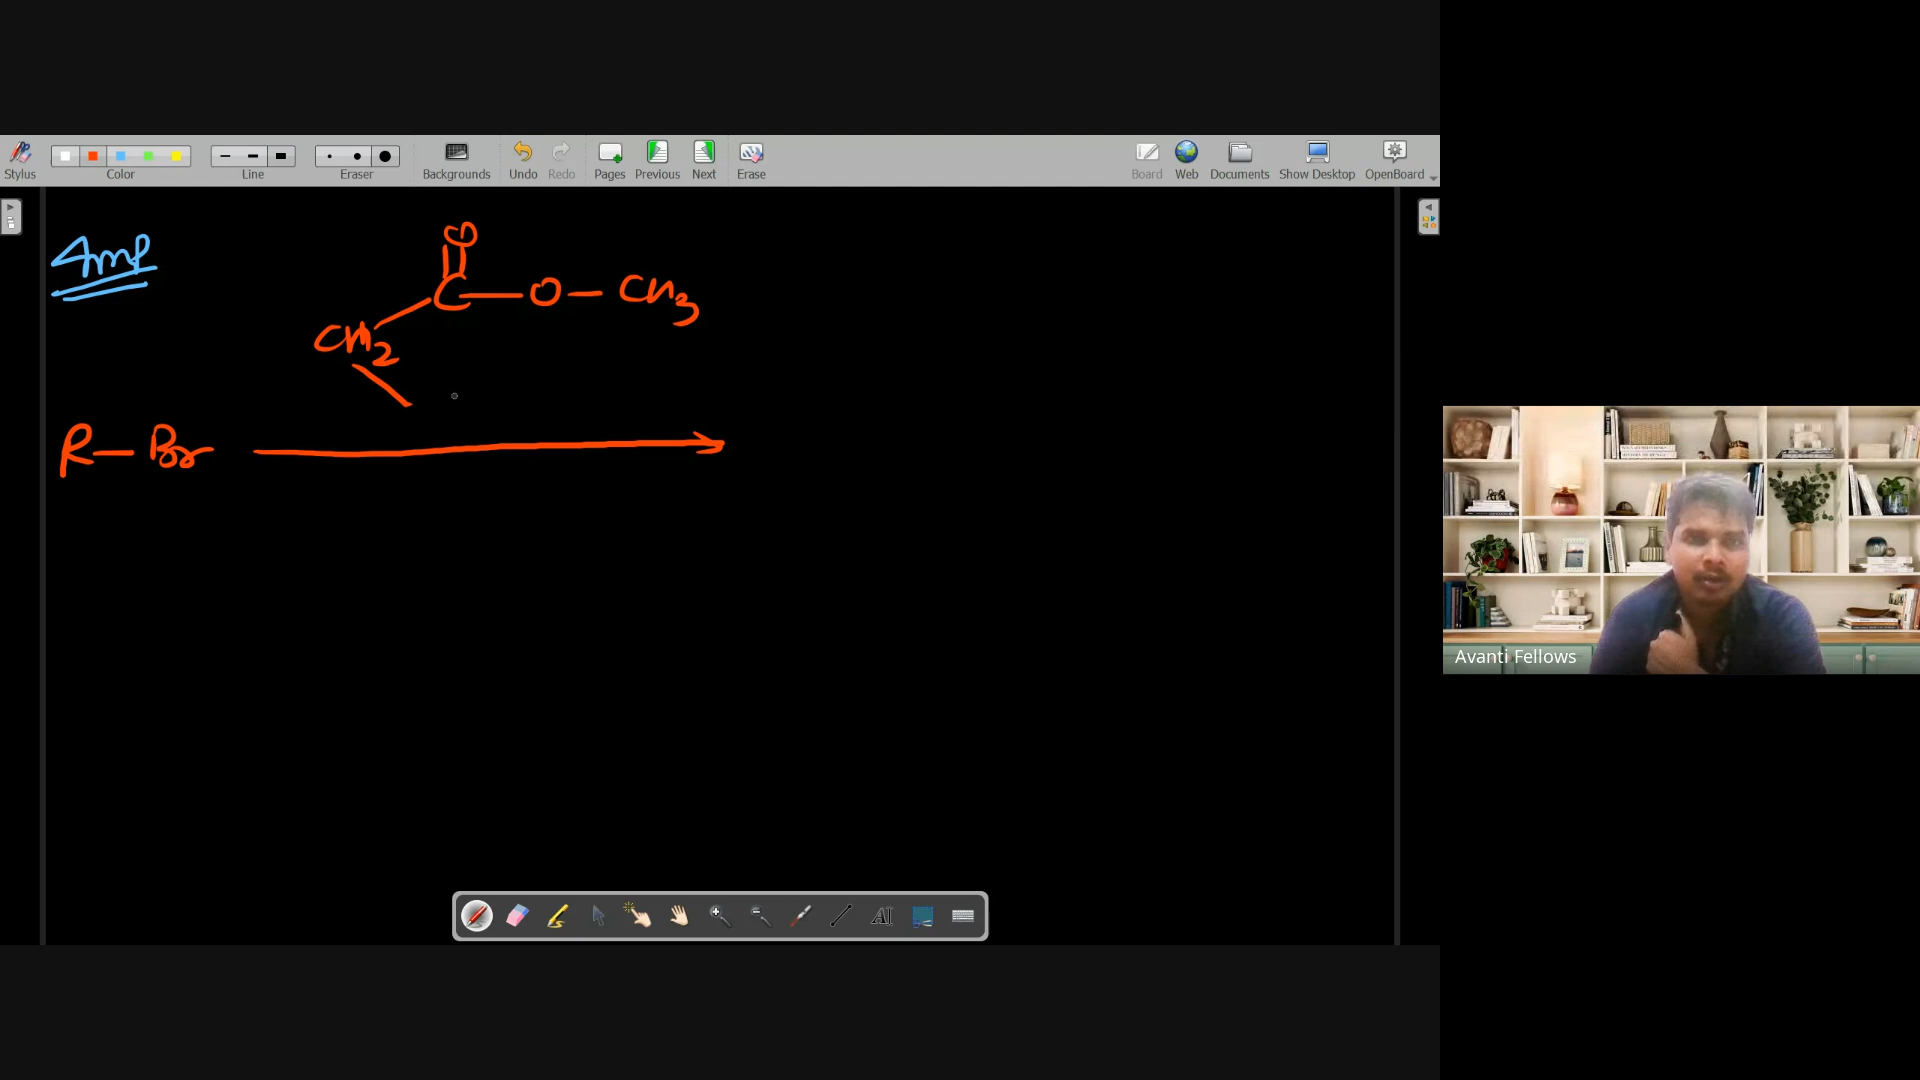 Stylus Color Line Eraser Backgrounds Undo Redo Pages Previous Next Erase Board Web Documents Show Desktop OpenBoard
Imp
O
C — O — CH3
CH2
R — Br
Avanti Fellows